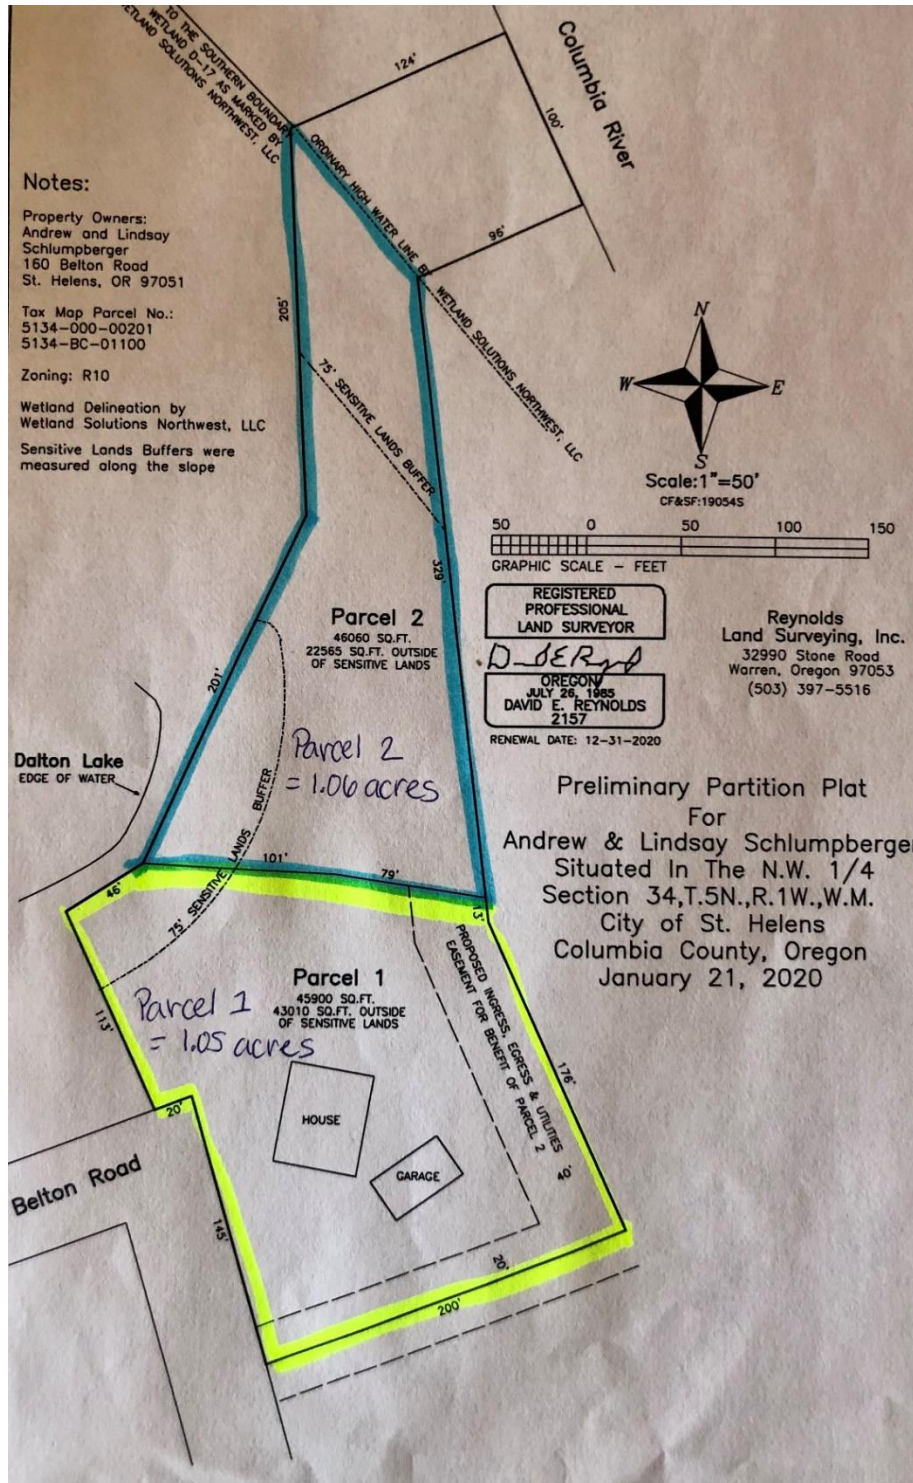 TO THE SOUTHERN BOUNDARY
WETLAND D-17 AS MARKED BY
WETLAND SOLUTIONS NORTHWEST, LLC
124'
Columbia River
100'
96'
ORDINARY HIGH WATER LINE BY WETLAND SOLUTIONS NORTHWEST, LLC
Notes:
Property Owners:
Andrew and Lindsay
Schlumpberger
160 Belton Road
St. Helens, OR 97051
Tax Map Parcel No.:
5134-000-00201
5134-BC-01100
Zoning: R10
Wetland Delineation by
Wetland Solutions Northwest, LLC
Sensitive Lands Buffers were
measured along the slope
205'
75' SENSITIVE LANDS BUFFER
329'
N
W
E
S
Scale:1"=50'
CF&SF:19054S
50 0 50 100 150
GRAPHIC SCALE - FEET
REGISTERED
PROFESSIONAL
LAND SURVEYOR
OREGON
JULY 26, 1985
DAVID E. REYNOLDS
2157
RENEWAL DATE: 12-31-2020
Reynolds
Land Surveying, Inc.
32990 Stone Road
Warren, Oregon 97053
(503) 397-5516
Parcel 2
46060 SQ.FT.
22565 SQ.FT. OUTSIDE
OF SENSITIVE LANDS
201'
Parcel 2
= 1.06 acres
Dalton Lake
EDGE OF WATER
75' SENSITIVE LANDS BUFFER
Preliminary Partition Plat
For
Andrew & Lindsay Schlumpberger
Situated In The N.W. 1/4
Section 34,T.5N.,R.1W.,W.M.
City of St. Helens
Columbia County, Oregon
January 21, 2020
101'
79'
46'
13'
Parcel 1
45900 SQ.FT.
43010 SQ.FT. OUTSIDE
OF SENSITIVE LANDS
Parcel 1
= 1.05 acres
113'
PROPOSED INGRESS, EGRESS & UTILITIES
EASEMENT FOR BENEFIT OF PARCEL 2
176'
40'
HOUSE
GARAGE
20'
Belton Road
145'
20'
200'